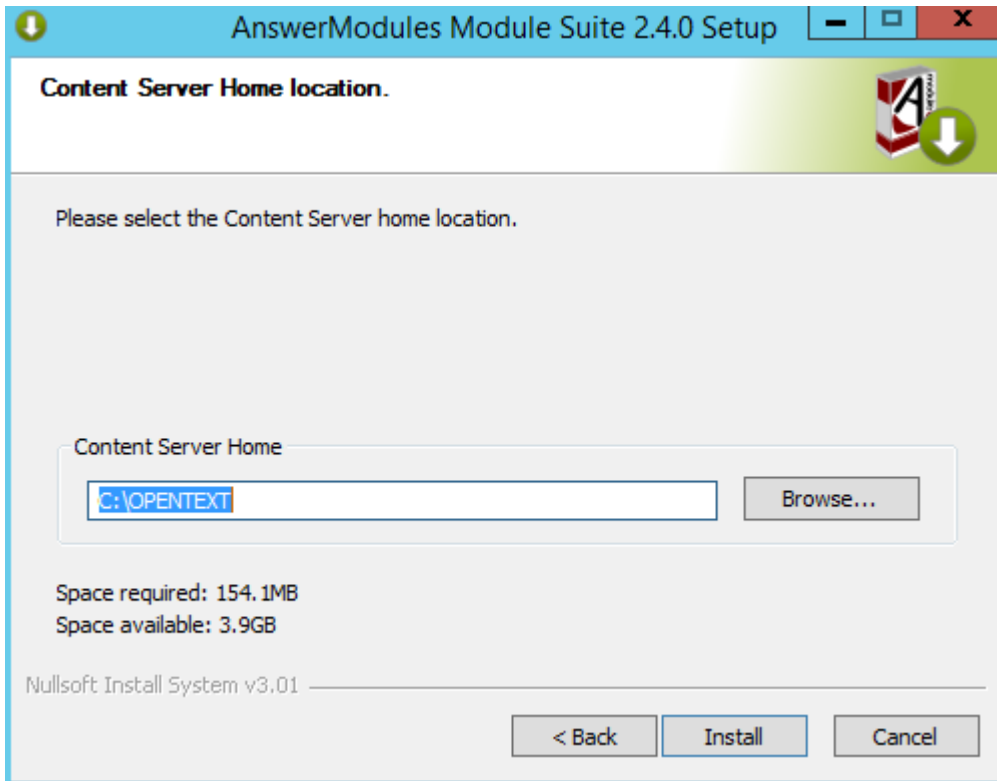 AnswerModules Module Suite 2.4.0 Setup
Content Server Home location.
Please select the Content Server home location.
Content Server Home
C:\OPENTEXT
Browse...
Space required: 154.1MB
Space available: 3.9GB
Nullsoft Install System v3.01
< Back
Install
Cancel